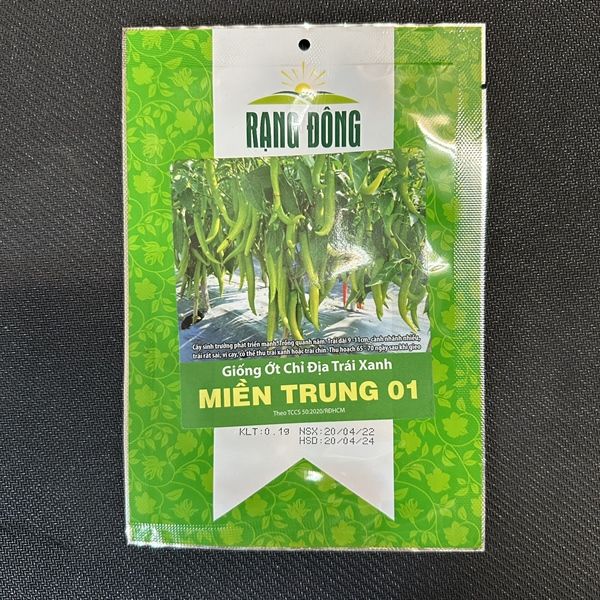 RẠNG ĐÔNG
Cây sinh trưởng phát triển mạnh. Trồng quanh năm. Trái dài 9 -11cm, cành nhánh nhiều,
trái rất sai, vị cay, có thể thu trái xanh hoặc trái chín. Thu hoạch 65 - 70 ngày sau khi gieo
Giống Ớt Chỉ Địa Trái Xanh
MIỀN TRUNG 01
Theo TCCS 50:2020/RĐHCM
KLT:0.1g NSX:20/04/22
HSD:20/04/24